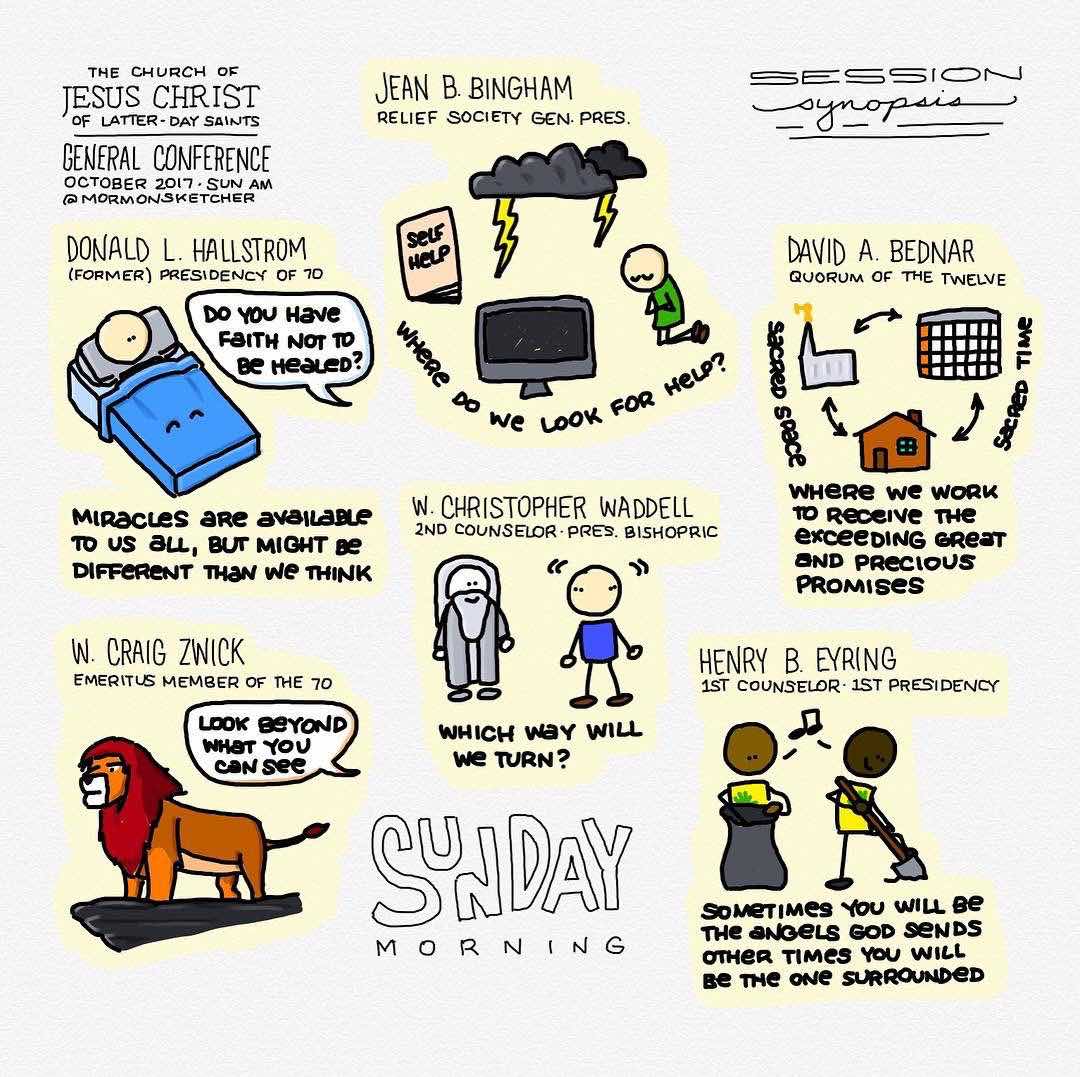 THE CHURCH OF
JESUS CHRIST
OF LATTER-DAY SAINTS
GENERAL CONFERENCE
OCTOBER 2017 · SUN AM
@MORMONSKETCHER
SESSION
synopsis
JEAN B. BINGHAM
RELIEF SOCIETY GEN. PRES.
SELF
HELP
WHERE DO WE LOOK FOR HELP?
DONALD L. HALLSTROM
(FORMER) PRESIDENCY OF 70
DO YOU HAVE
FAITH NOT TO
BE HEALED?
MIRACLES ARE AVAILABLE
TO US ALL, BUT MIGHT BE
DIFFERENT THAN WE THINK
DAVID A. BEDNAR
QUORUM OF THE TWELVE
SACRED SPACE
SACRED TIME
WHERE WE WORK
TO RECEIVE THE
EXCEEDING GREAT
AND PRECIOUS
PROMISES
W. CHRISTOPHER WADDELL
2ND COUNSELOR · PRES. BISHOPRIC
WHICH WAY WILL
WE TURN?
W. CRAIG ZWICK
EMERITUS MEMBER OF THE 70
LOOK BEYOND
WHAT YOU
CAN SEE
HENRY B. EYRING
1ST COUNSELOR · 1ST PRESIDENCY
SOMETIMES YOU WILL BE
THE ANGELS GOD SENDS
OTHER TIMES YOU WILL
BE THE ONE SURROUNDED
SUNDAY
MORNING